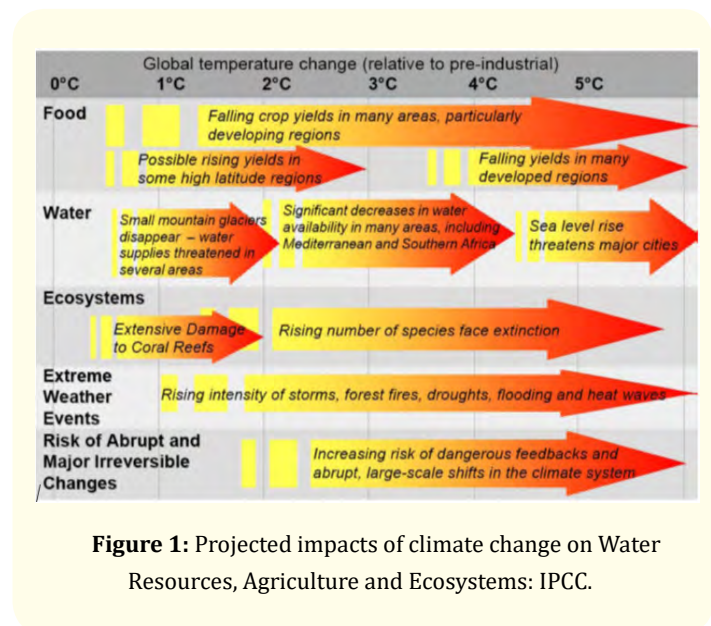 Global temperature change (relative to pre-industrial)
0°C 1°C 2°C 3°C 4°C 5°C
Food
Falling crop yields in many areas, particularly
developing regions
Possible rising yields in
some high latitude regions
Falling yields in many
developed regions
Water
Small mountain glaciers
disappear – water
supplies threatened in
several areas
Significant decreases in water
availability in many areas, including
Mediterranean and Southern Africa
Sea level rise
threatens major cities
Ecosystems
Extensive Damage
to Coral Reefs
Rising number of species face extinction
Extreme
Weather
Events
Rising intensity of storms, forest fires, droughts, flooding and heat waves
Risk of Abrupt and
Major Irreversible
Changes
Increasing risk of dangerous feedbacks and
abrupt, large-scale shifts in the climate system
Figure 1: Projected impacts of climate change on Water
Resources, Agriculture and Ecosystems: IPCC.